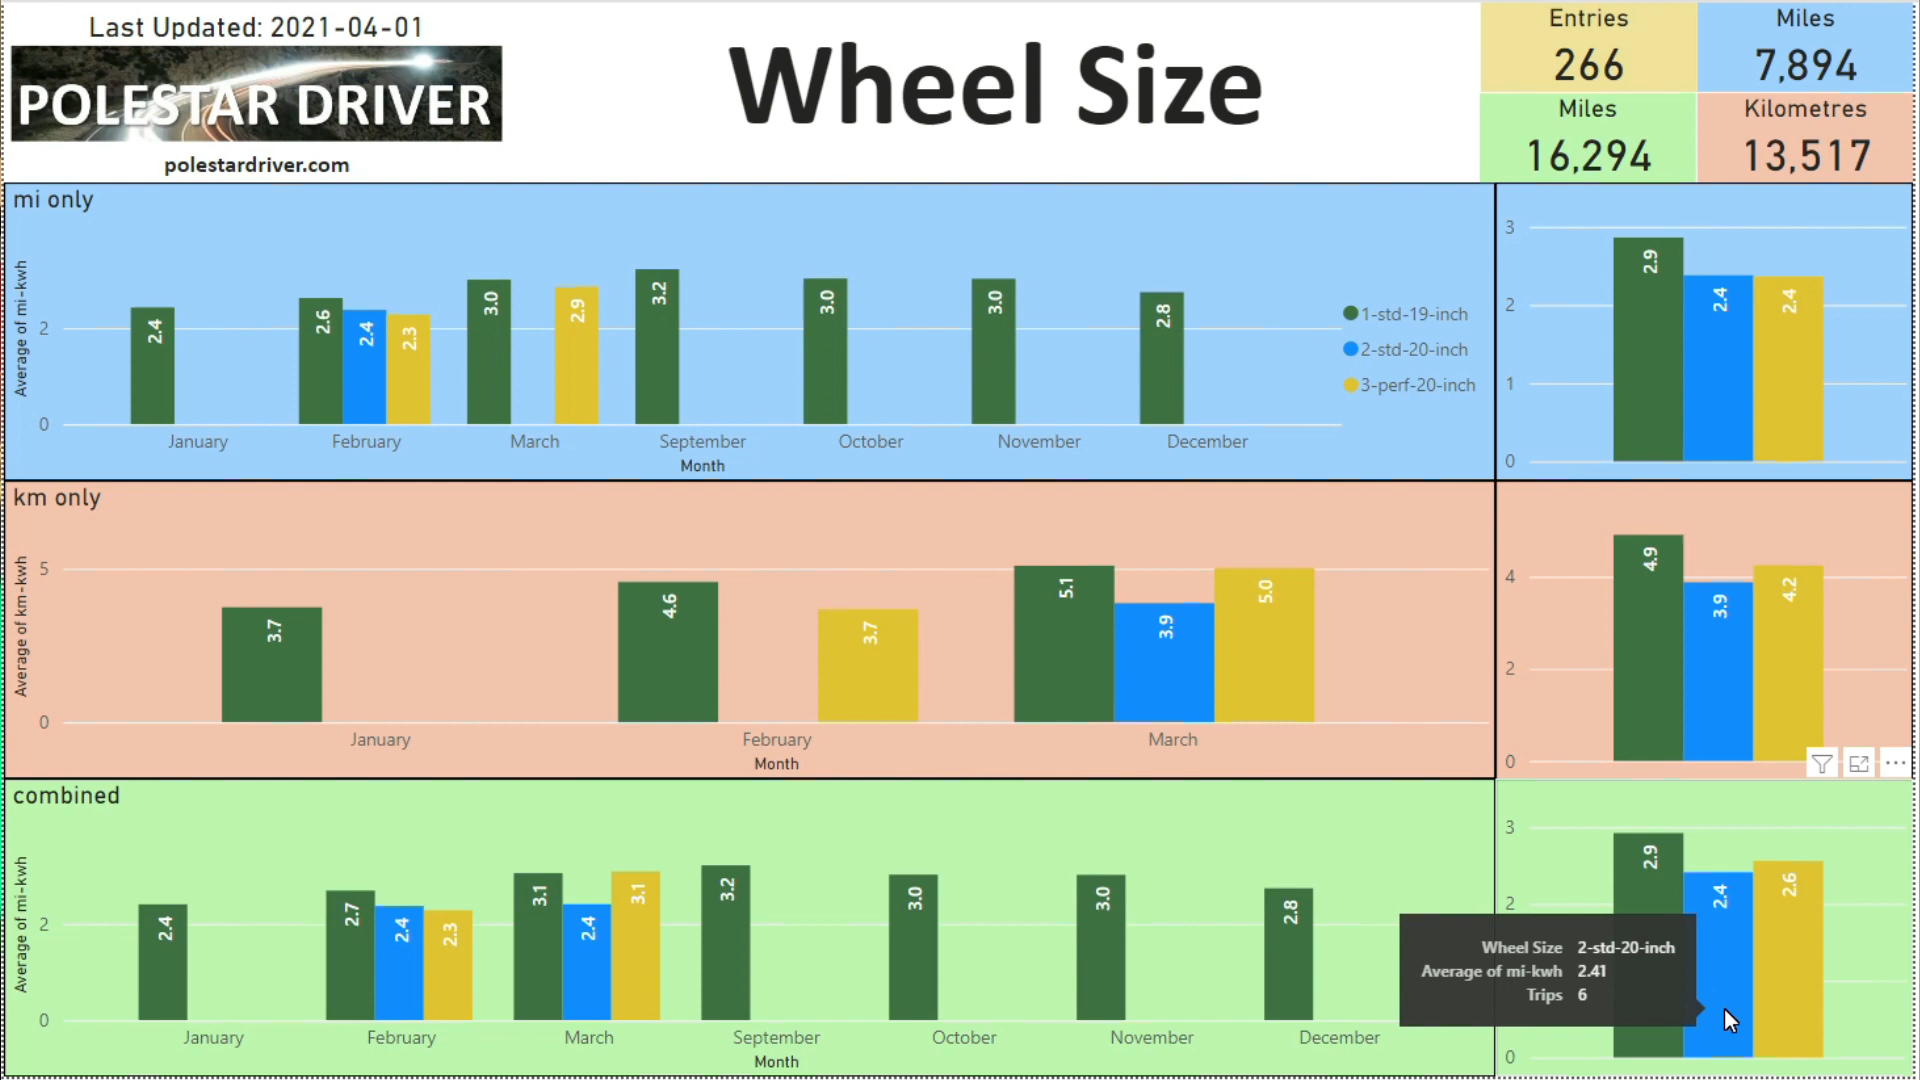 Last Updated: 2021-04-01
POLESTAR DRIVER
polestardriver.com
Wheel Size
Entries
266
Miles
7,894
Miles
16,294
Kilometres
13,517
mi only
Average of mi-kwh
2
0
2.4
2.6
2.4
2.3
3.0
2.9
3.2
3.0
3.0
2.8
January
February
March
September
October
November
December
Month
1-std-19-inch
2-std-20-inch
3-perf-20-inch
3
2
1
0
2.9
2.4
2.4
km only
Average of km-kwh
5
0
3.7
4.6
3.7
5.1
3.9
5.0
January
February
March
Month
4
2
0
4.9
3.9
4.2
combined
Average of mi-kwh
2
0
2.4
2.7
2.4
2.3
3.1
2.4
3.1
3.2
3.0
3.0
2.8
January
February
March
September
October
November
December
Month
3
2
0
2.9
2.4
2.6
Wheel Size 2-std-20-inch
Average of mi-kwh 2.41
Trips 6